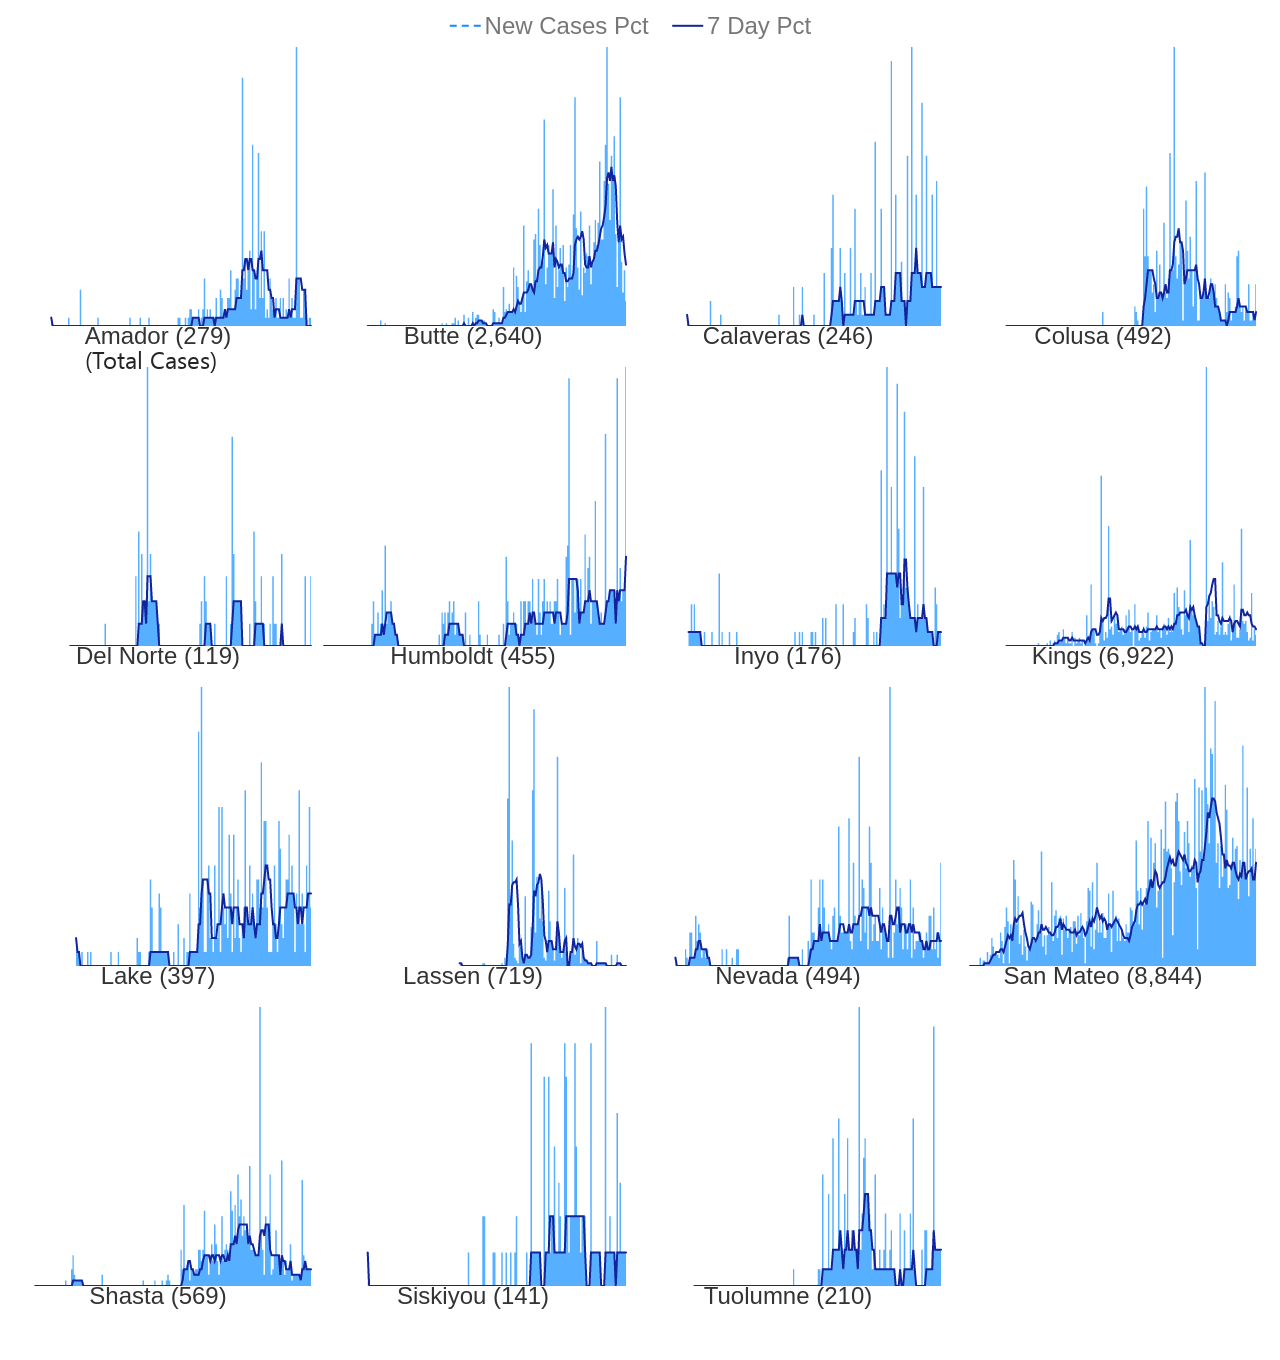 New Cases Pct 7 Day Pct
Amador (279)
(Total Cases)
Butte (2,640)
Calaveras (246)
Colusa (492)
Del Norte (119)
Humboldt (455)
Inyo (176)
Kings (6,922)
Lake (397)
Lassen (719)
Nevada (494)
San Mateo (8,844)
Shasta (569)
Siskiyou (141)
Tuolumne (210)